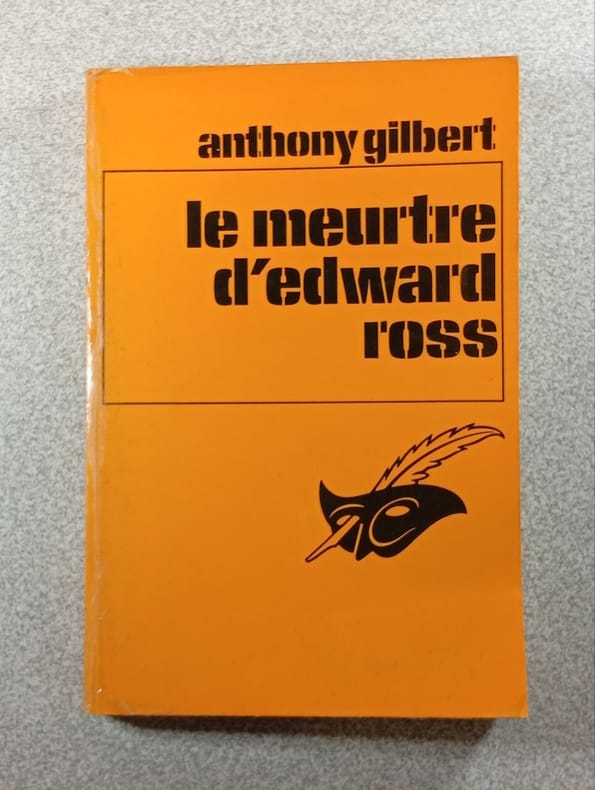 anthony gilbert
le meurtre
d'edward
ross